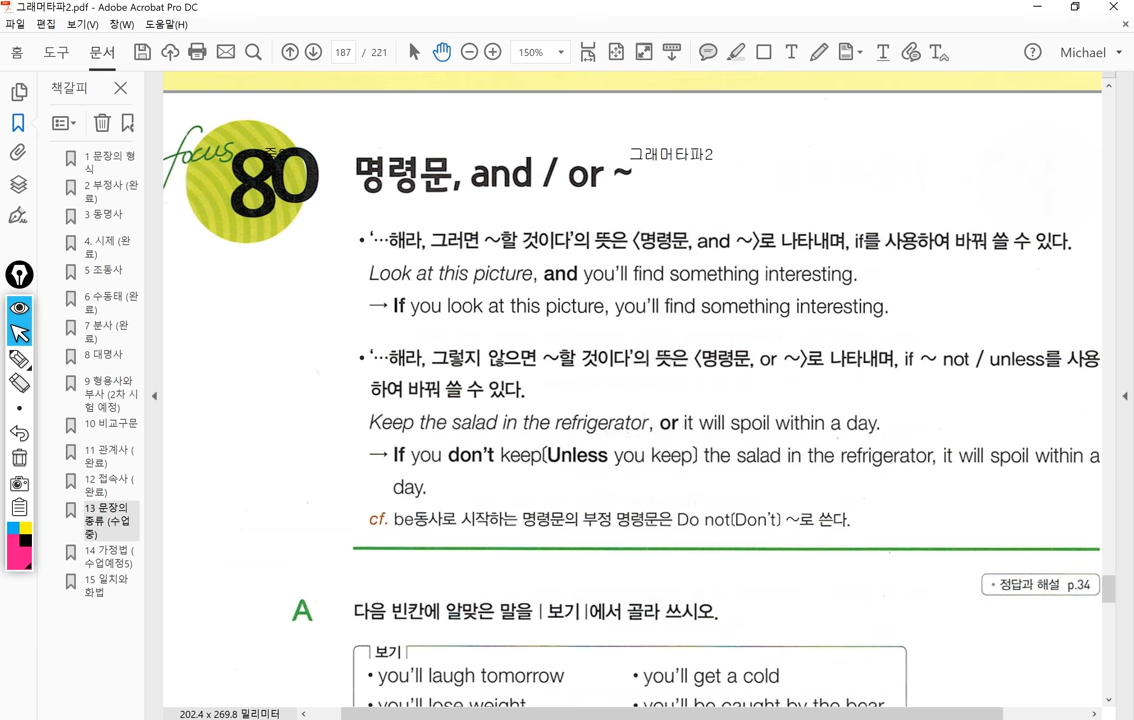 그래머타파2.pdf - Adobe Acrobat Pro DC
파일 편집 보기(V) 창(W) 도움말(H)
홈 도구 문서 187 / 221 150% Michael
책갈피
1 문장의 형
식
2 부정사 (완
료)
3 동명사
4. 시제 (완
료)
5 조동사
6 수동태 (완
료)
7 분사 (완
료)
8 대명사
9 형용사와
부사 (2차 시
험 예정)
10 비교구문
11 관계사 (
완료)
12 접속사 (
완료)
13 문장의
종류 (수업
중)
14 가정법 (
수업예정5)
15 일치와
화법
focus
80
명령문, and / or ~
그래머타파2
• '…해라, 그러면 ~할 것이다'의 뜻은 〈명령문, and ~〉로 나타내며, if를 사용하여 바꿔 쓸 수 있다.
Look at this picture, and you'll find something interesting.
→ If you look at this picture, you'll find something interesting.
• '…해라, 그렇지 않으면 ~할 것이다'의 뜻은 〈명령문, or ~〉로 나타내며, if ~ not / unless를 사용
하여 바꿔 쓸 수 있다.
Keep the salad in the refrigerator, or it will spoil within a day.
→ If you don't keep(Unless you keep) the salad in the refrigerator, it will spoil within a
day.
cf. be동사로 시작하는 명령문의 부정 명령문은 Do not(Don't) ~로 쓴다.
• 정답과 해설 p.34
A 다음 빈칸에 알맞은 말을 | 보기 |에서 골라 쓰시오.
보기
• you'll laugh tomorrow • you'll get a cold
• you'll lose weight • you'll be caught by the bear
202.4 x 269.8 밀리미터